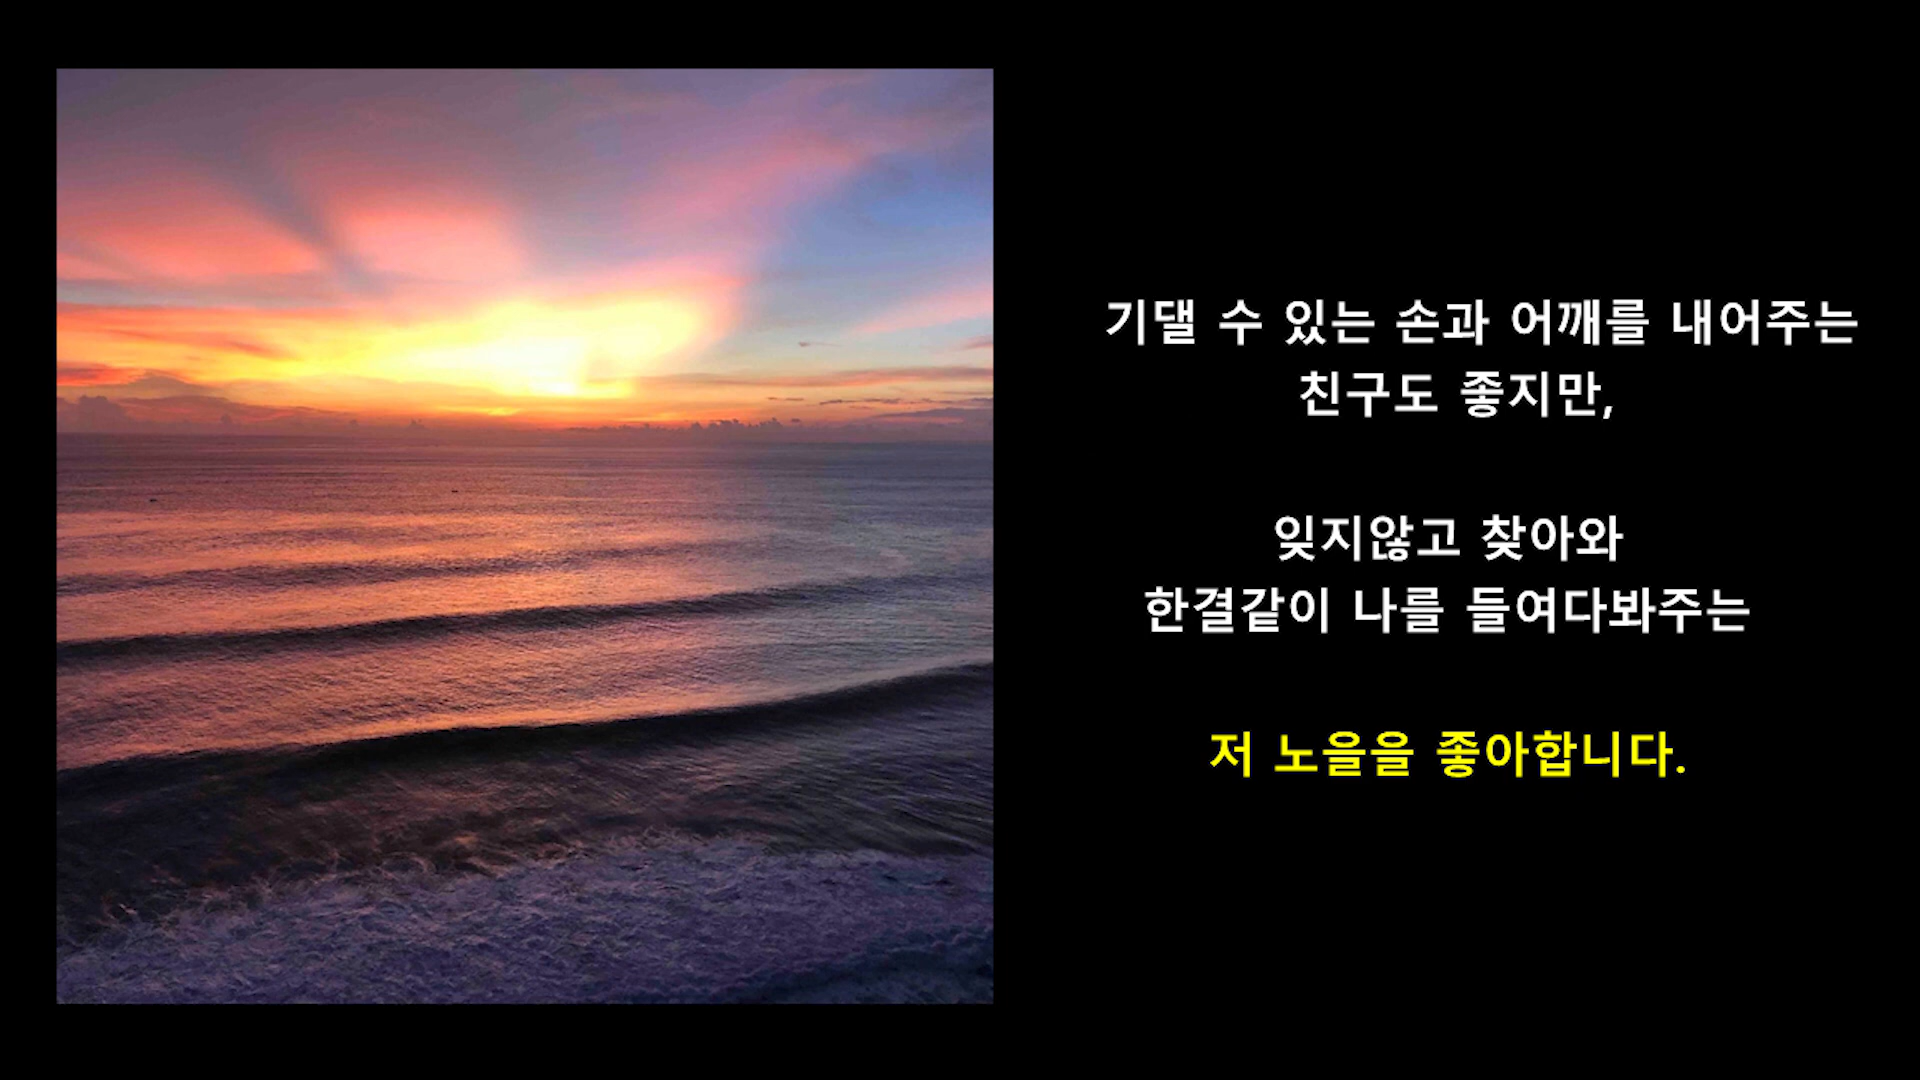 기댈 수 있는 손과 어깨를 내어주는
친구도 좋지만,
잊지않고 찾아와
한결같이 나를 들여다봐주는
저 노을을 좋아합니다.